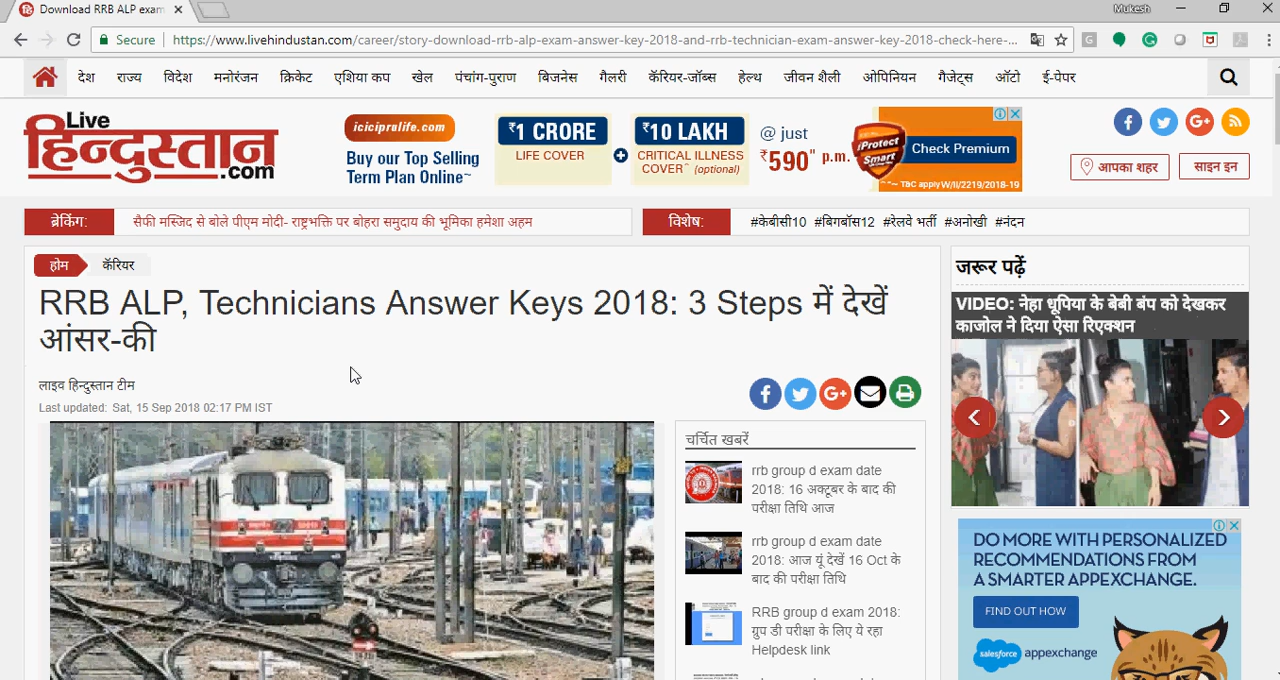 Download RRB ALP exam
Mukesh
Secure
https://www.livehindustan.com/career/story-download-rrb-alp-exam-answer-key-2018-and-rrb-technician-exam-answer-key-2018-check-here-...
देश राज्य विदेश मनोरंजन क्रिकेट एशिया कप खेल पंचांग-पुराण बिजनेस गैलरी कॅरियर-जॉब्स हेल्थ जीवन शैली ओपिनियन गैजेट्स ऑटो ई-पेपर
Live
हिन्दुस्तान
.com
iciciprulife.com
Buy our Top Selling
Term Plan Online~
₹1 CRORE
LIFE COVER
₹10 LAKH
CRITICAL ILLNESS
COVER^ (optional)
@ just
₹590" p.m.
iProtect
Smart
Check Premium
^"~ T&C apply W/II/2219/2018-19
आपका शहर
साइन इन
ब्रेकिंग:
सैफी मस्जिद से बोले पीएम मोदी- राष्ट्रभक्ति पर बोहरा समुदाय की भूमिका हमेशा अहम
विशेष:
#केबीसी10 #बिगबॉस12 #रेलवे भर्ती #अनोखी #नंदन
होम
कॅरियर
RRB ALP, Technicians Answer Keys 2018: 3 Steps में देखें
आंसर-की
लाइव हिन्दुस्तान टीम
Last updated: Sat, 15 Sep 2018 02:17 PM IST
चर्चित खबरें
rrb group d exam date
2018: 16 अक्टूबर के बाद की
परीक्षा तिथि आज
rrb group d exam date
2018: आज यूं देखें 16 Oct के
बाद की परीक्षा तिथि
RRB group d exam 2018:
ग्रुप डी परीक्षा के लिए ये रहा
Helpdesk link
जरूर पढ़ें
VIDEO: नेहा धूपिया के बेबी बंप को देखकर
काजोल ने दिया ऐसा रिएक्शन
DO MORE WITH PERSONALIZED
RECOMMENDATIONS FROM
A SMARTER APPEXCHANGE.
FIND OUT HOW
salesforce appexchange